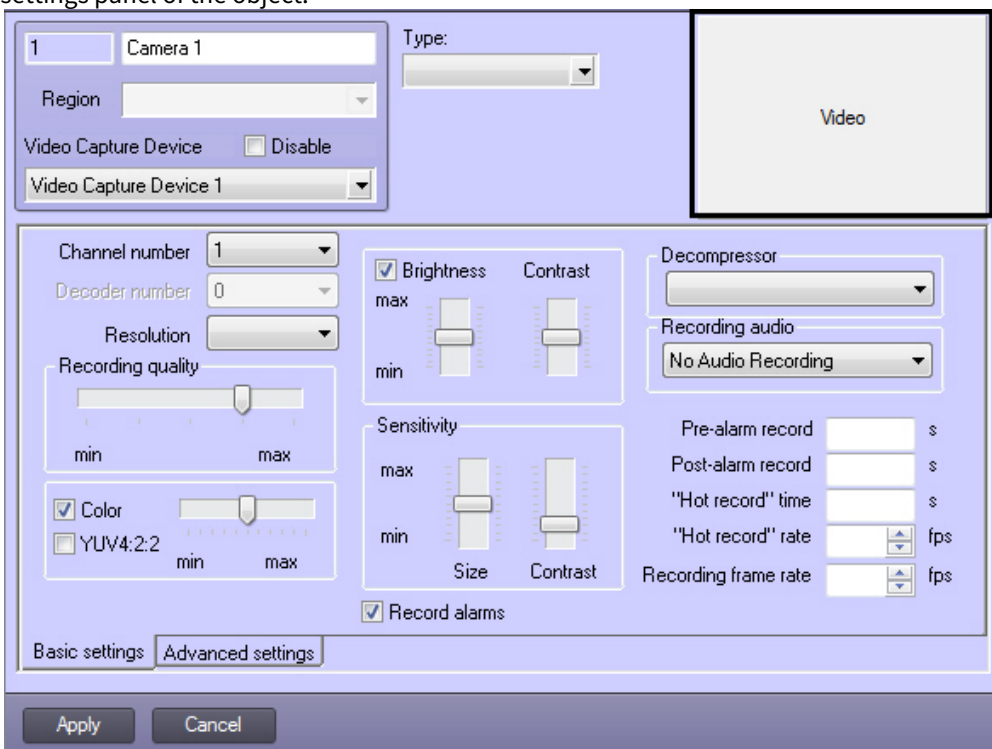 settings panel of the object.
1 Camera 1
Type:
Region
Video
Video Capture Device Disable
Video Capture Device 1
Channel number 1
Decoder number 0
Resolution
Recording quality
min max
Color
YUV4:2:2
min max
Brightness Contrast
max
min
Sensitivity
max
min
Size Contrast
Record alarms
Decompressor
Recording audio
No Audio Recording
Pre-alarm record s
Post-alarm record s
"Hot record" time s
"Hot record" rate fps
Recording frame rate fps
Basic settings Advanced settings
Apply Cancel